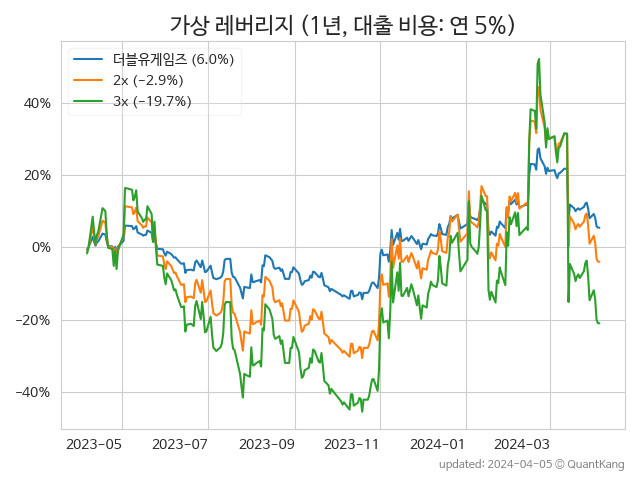 가상 레버리지 (1년, 대출 비용: 연 5%)
더블유게임즈 (6.0%)
2x (−2.9%)
3x (−19.7%)
40%
20%
0%
−20%
−40%
2023-05 2023-07 2023-09 2023-11 2024-01 2024-03
updated: 2024-04-05 © QuantKang